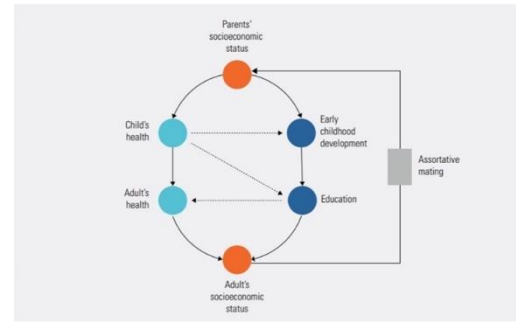 Parents'
socioeconomic
status
Child's
health
Early
childhood
development
Assortative
mating
Adult's
health
Education
Adult's
socioeconomic
status